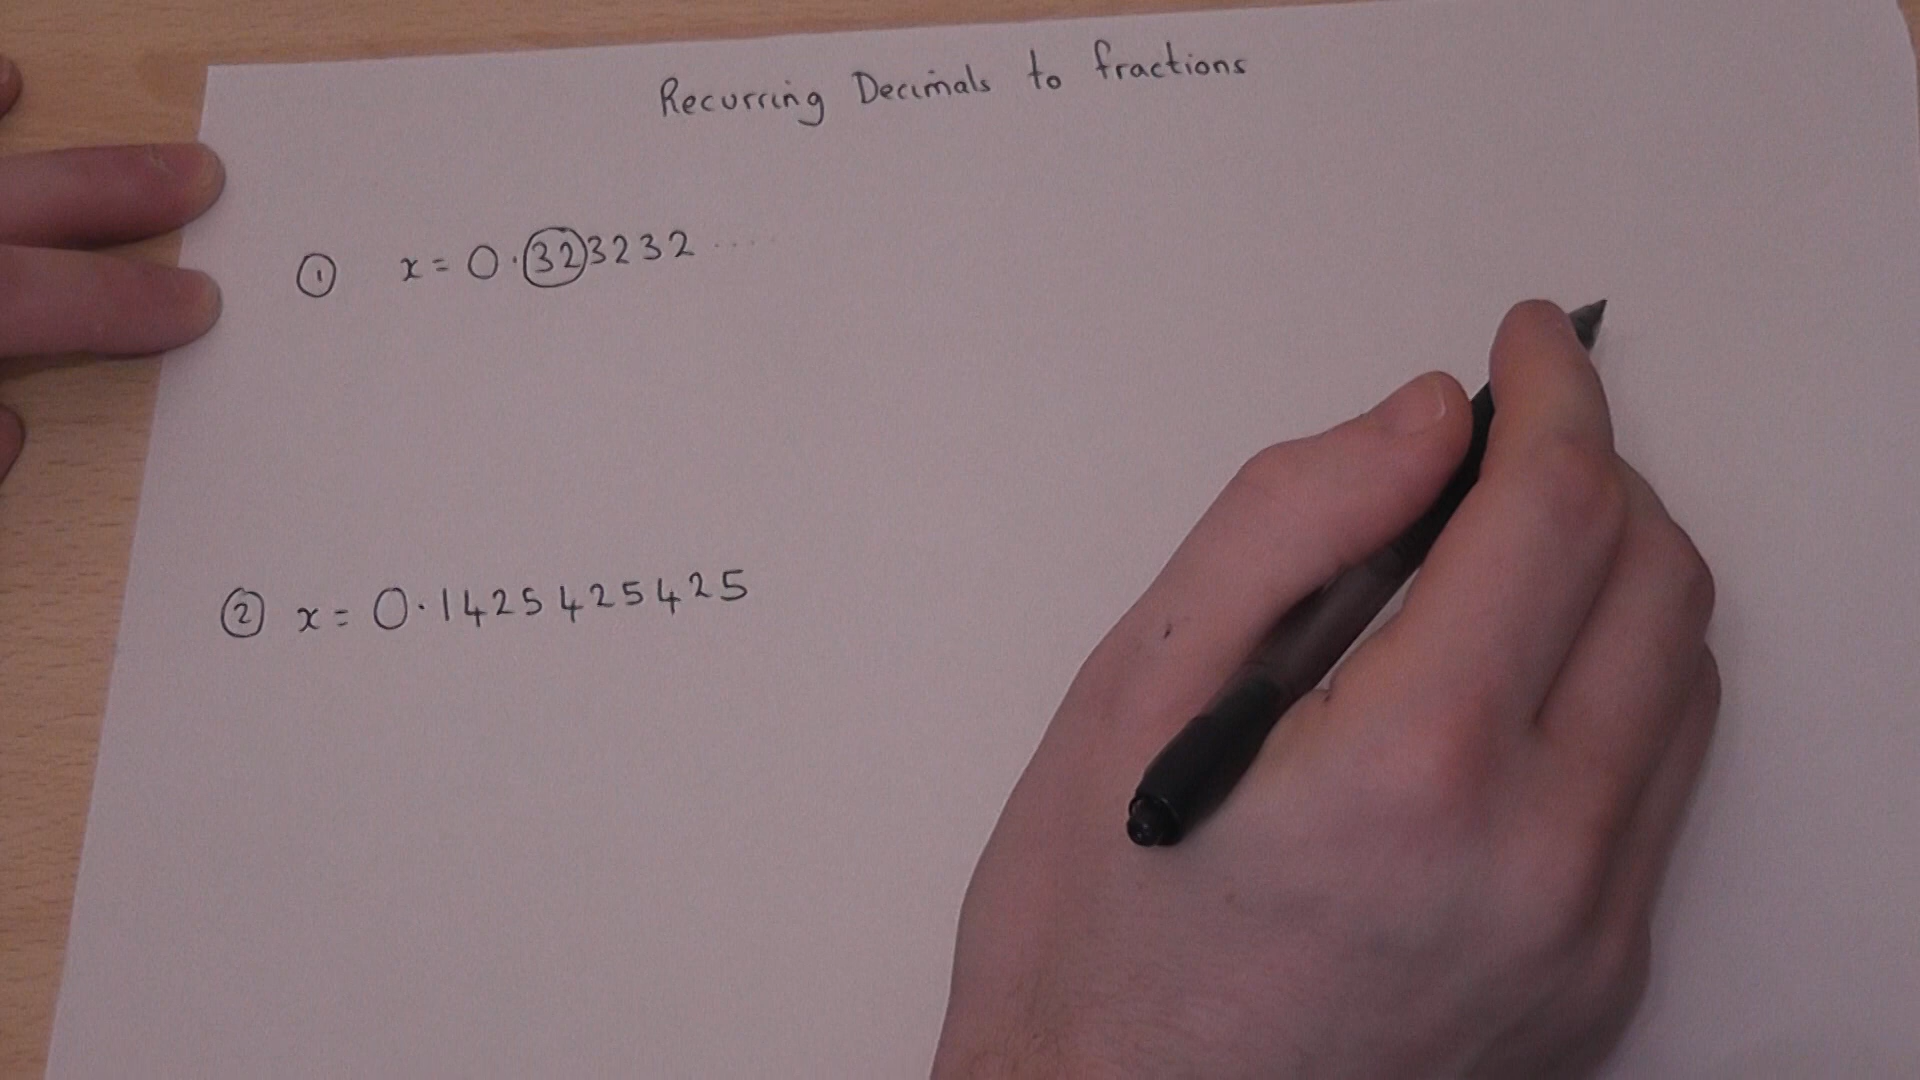 Recurring Decimals to fractions
① x = 0.323232....
② x = 0.1425425425